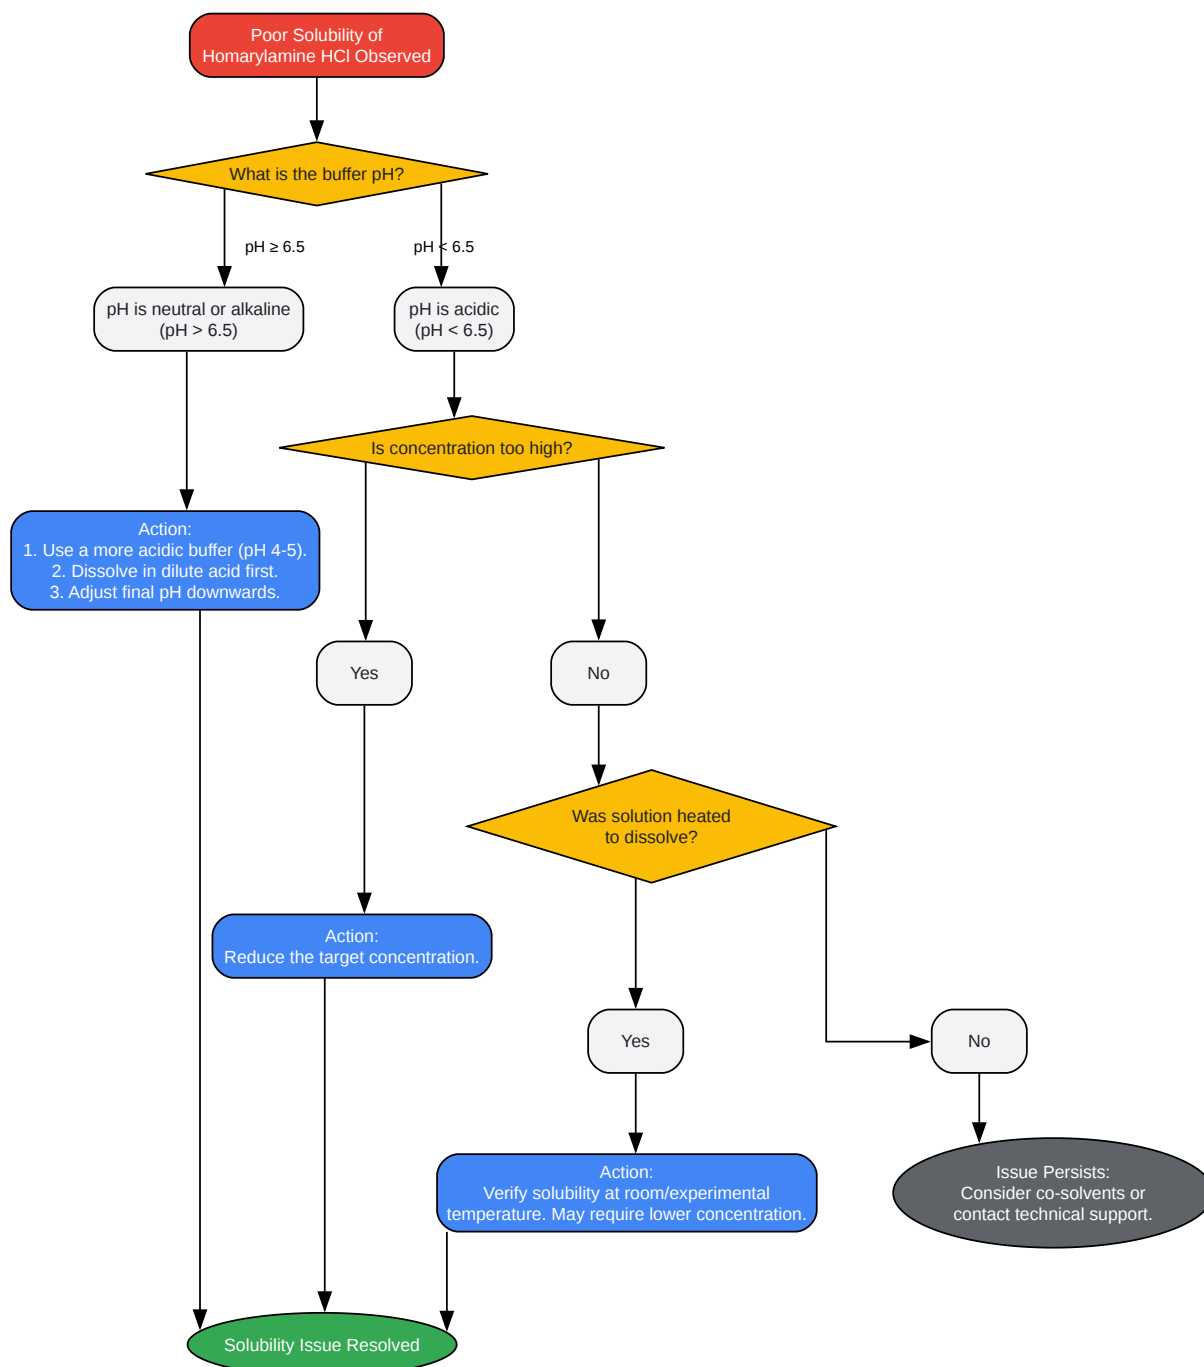 Poor Solubility of
Homarylamine HCl Observed
What is the buffer pH?
pH ≥ 6.5
pH < 6.5
pH is neutral or alkaline
(pH > 6.5)
pH is acidic
(pH < 6.5)
Is concentration too high?
Action:
1. Use a more acidic buffer (pH 4-5).
2. Dissolve in dilute acid first.
3. Adjust final pH downwards.
Yes
No
Was solution heated
to dissolve?
Action:
Reduce the target concentration.
Yes
No
Action:
Verify solubility at room/experimental
temperature. May require lower concentration.
Issue Persists:
Consider co-solvents or
contact technical support.
Solubility Issue Resolved